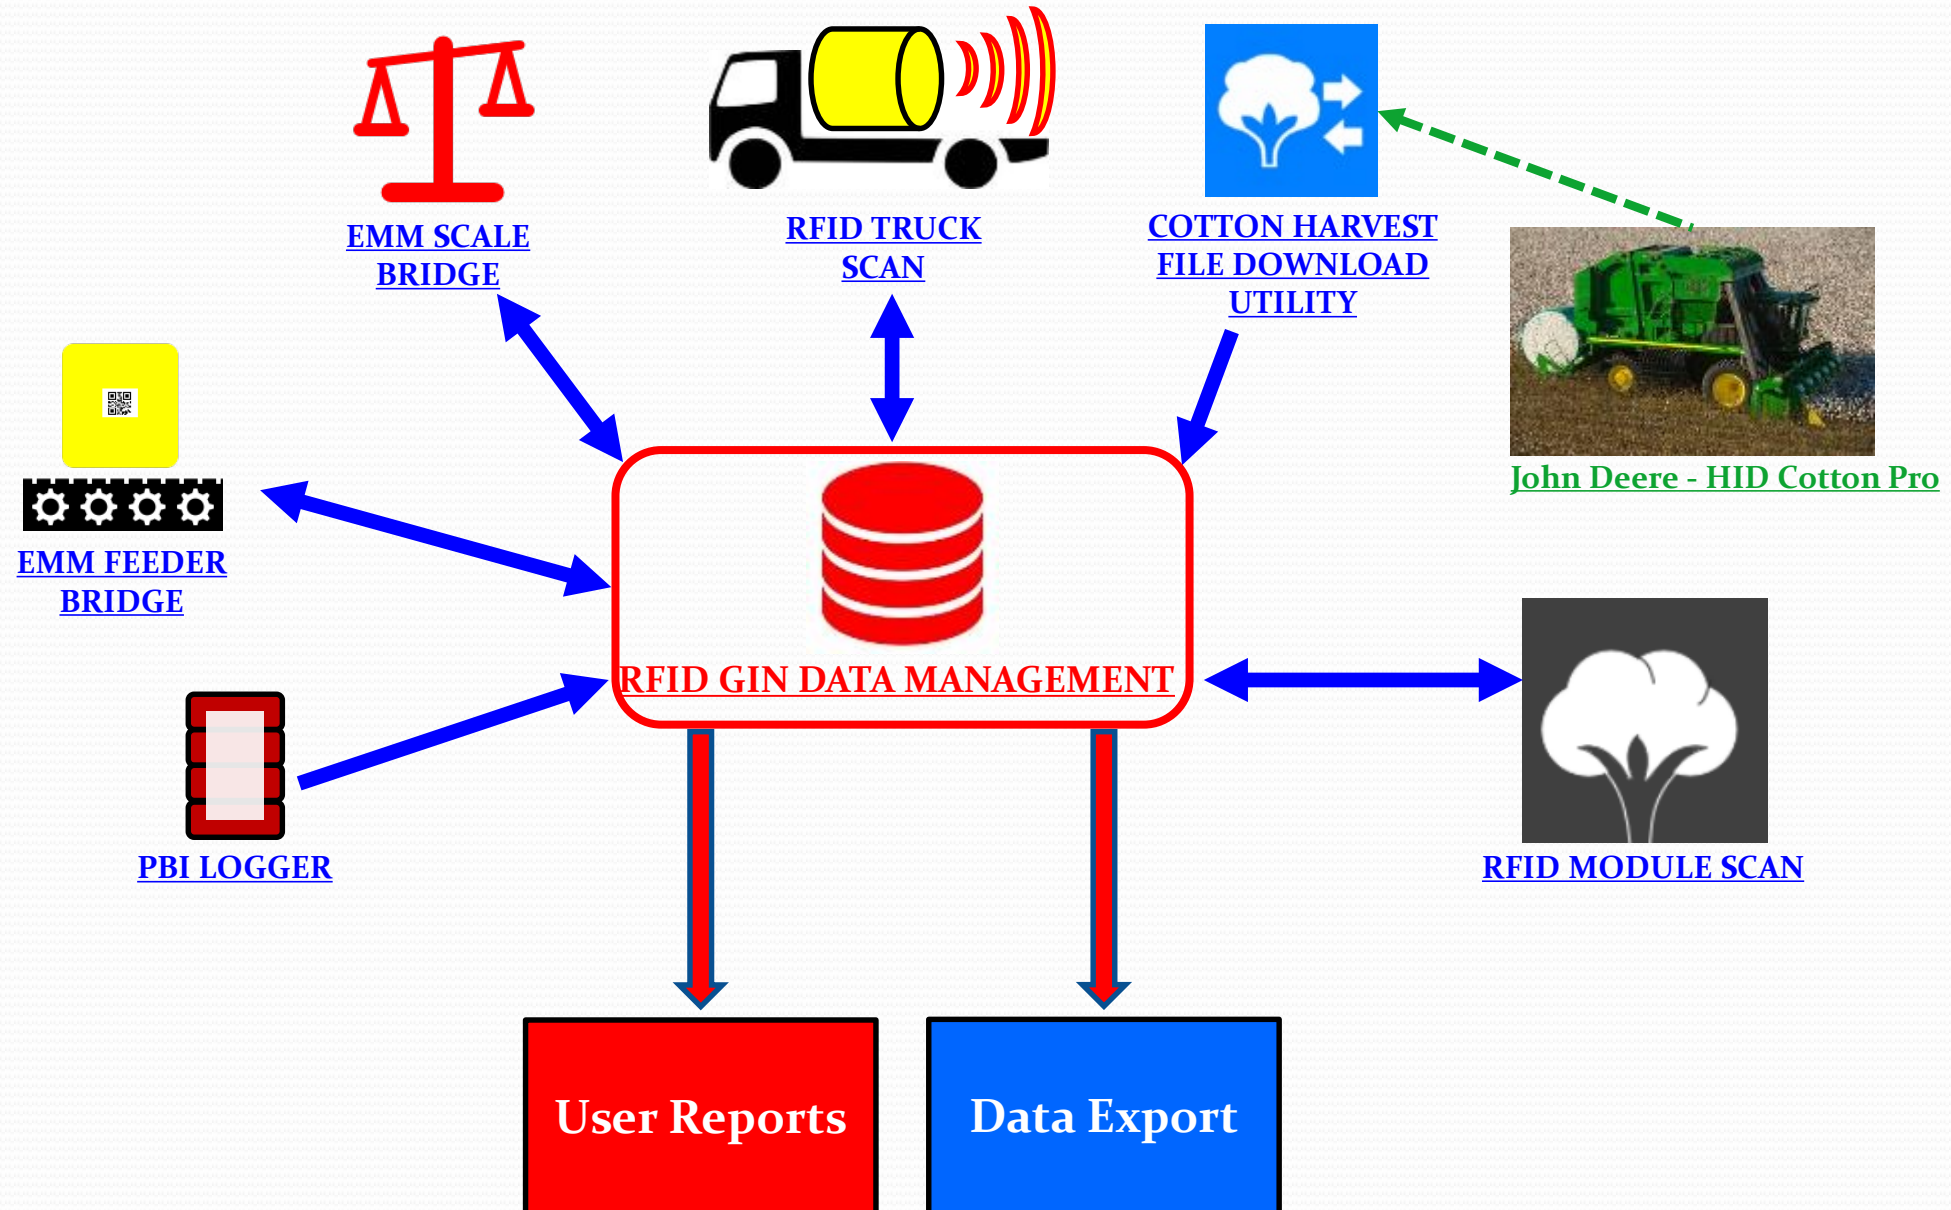 EMM SCALE
BRIDGE
RFID TRUCK
SCAN
COTTON HARVEST
FILE DOWNLOAD
UTILITY
John Deere - HID Cotton Pro
EMM FEEDER
BRIDGE
RFID GIN DATA MANAGEMENT
PBI LOGGER
RFID MODULE SCAN
User Reports
Data Export